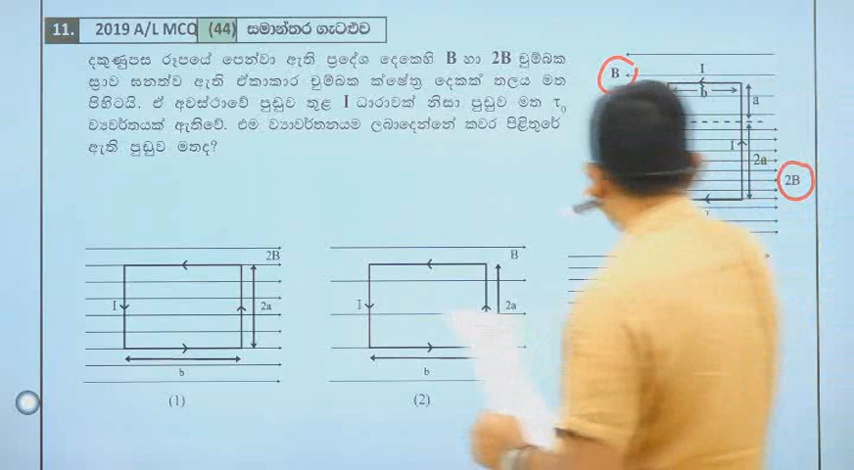 11. 2019 A/L MCQ (44) සමාන්තර ගැටළුව
දකුණුපස රූපයේ පෙන්වා ඇති ප්‍රදේශ දෙකෙහි B හා 2B චුම්බක
ස්‍රාව ඝනත්ව ඇති ඒකාකාර චුම්බක ක්ෂේත්‍ර දෙකක් තලය මත
පිහිටයි. ඒ අවස්ථාවේ පුඩුව තුළ I ධාරාවක් නිසා පුඩුව මත τ₀
ව්‍යවර්තයක් ඇතිවේ. එම ව්‍යාවර්තනයම ලබාදෙන්නේ කවර පිළිතුරේ
ඇති පුඩුව මතද?
B
I
b
a
I
2a
2B
2B
I
2a
b
(1)
B
I
2a
b
(2)